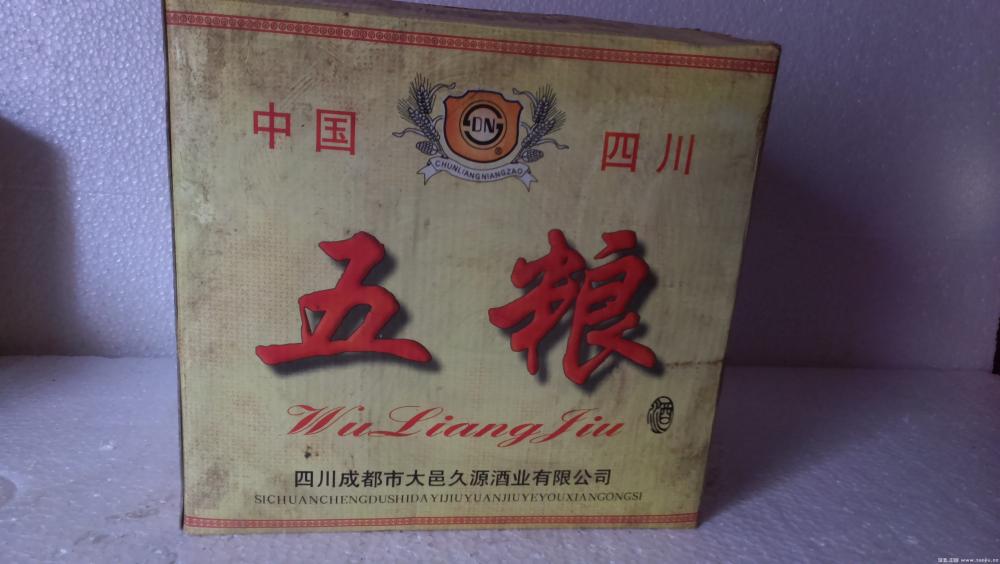 中国
四川
DN
®
CHUNLIANGNIANGZAO
五粮
酒
WuLiangJiu
四川成都市大邑久源酒业有限公司
SICHUANCHENGDUSHIDAYIJIUYUANJIUYEYOUXIANGONGSI